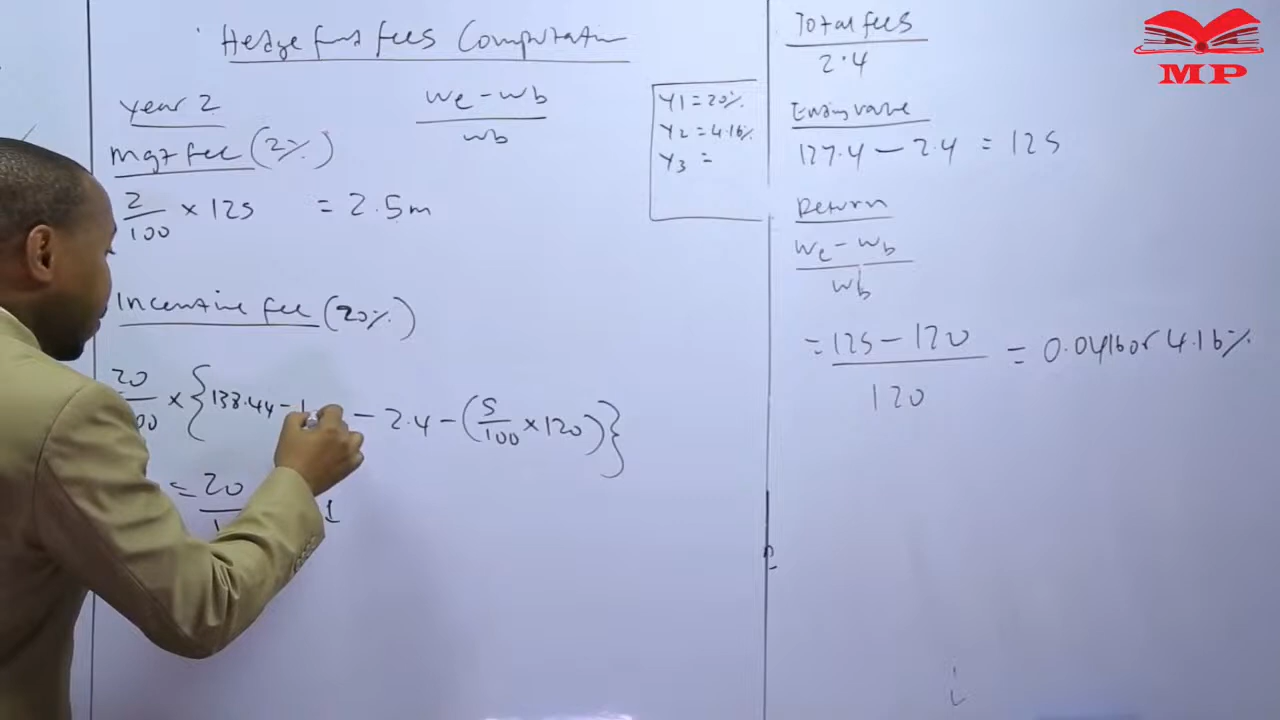 Hedge fund fees Computation
year 2
Mgt fee (2%)
2/100 × 125 = 2.5m
We - Wb
Wb
Incentive fee (20%)
20/100 × {138.44 - 1 - 2.4 - (5/100 × 120)}
= 20
Y1 = 20%
Y2 = 4.16%
Y3 =
Total fees
2.4
Ending value
127.4 - 2.4 = 125
Return
We - Wb
Wb
= 125 - 120 = 0.0416 or 4.16%
120
MP